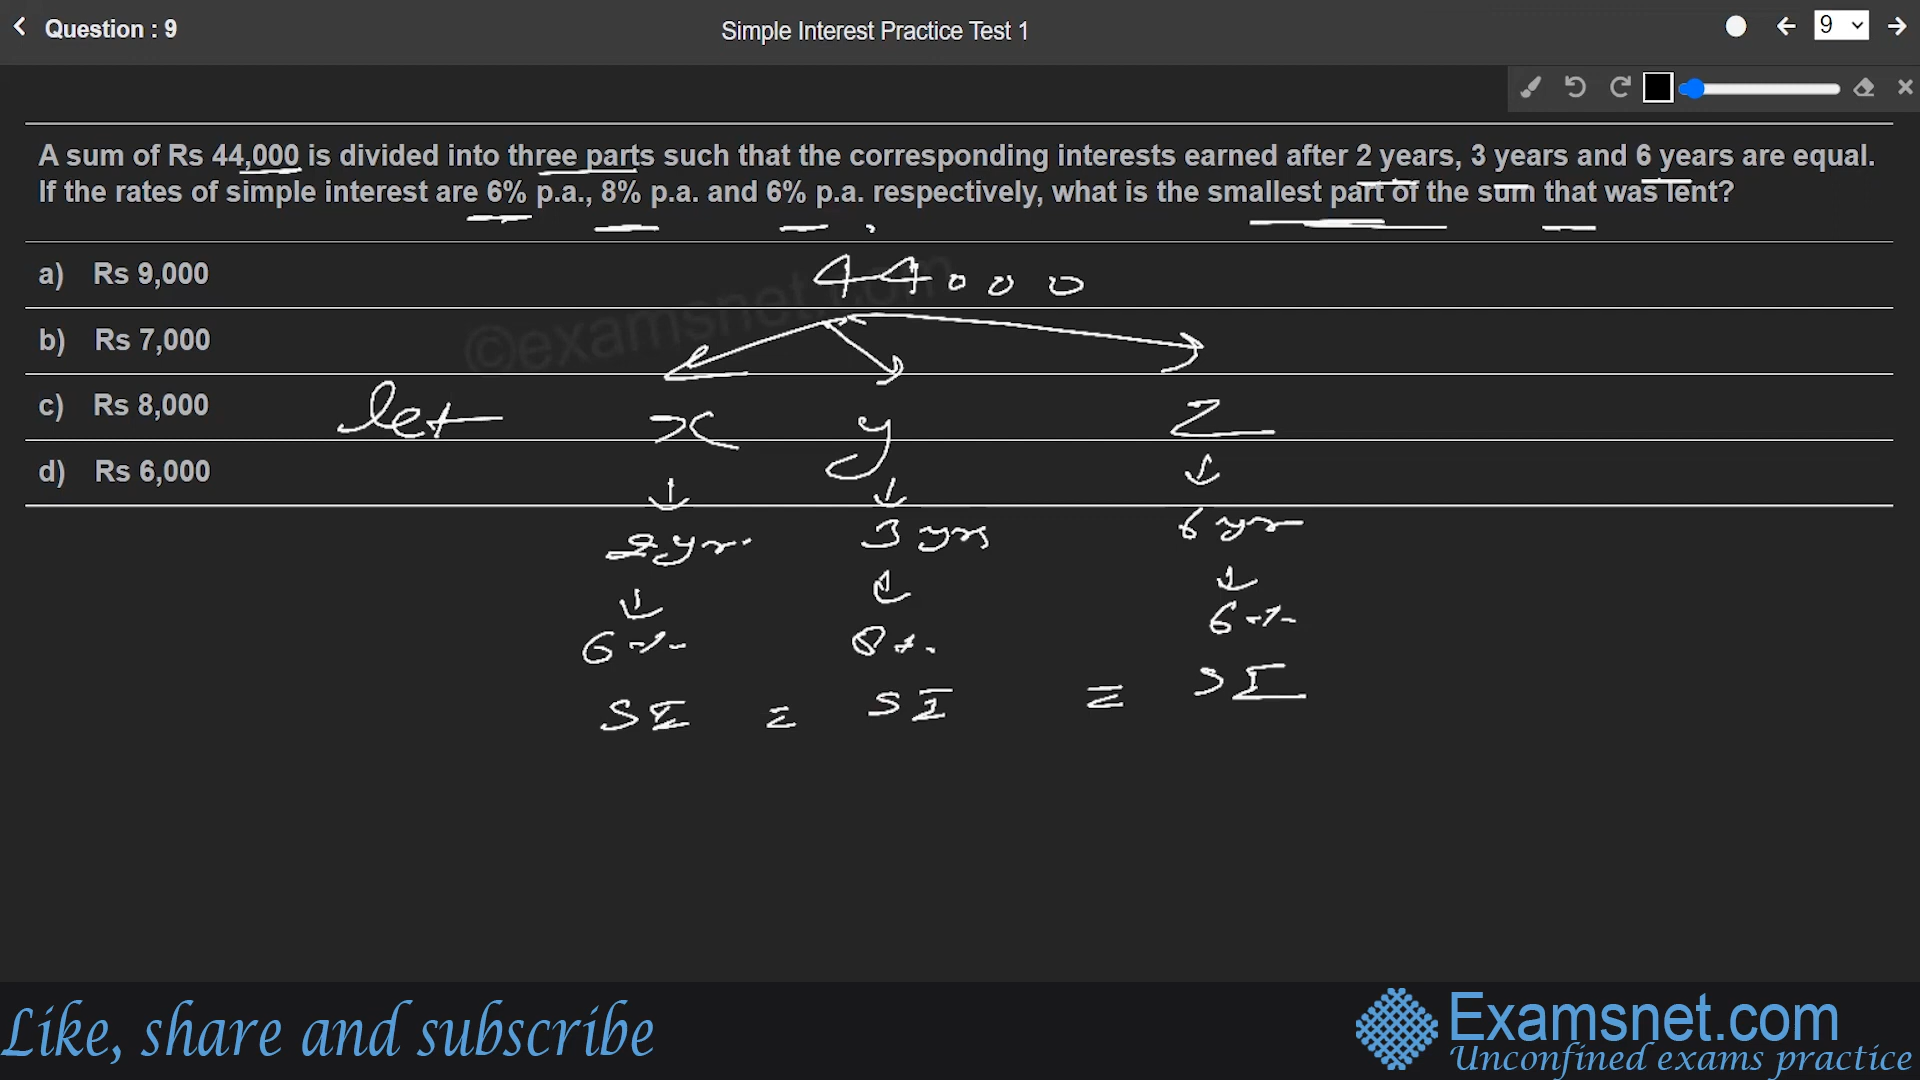 Question : 9
Simple Interest Practice Test 1
9
A sum of Rs 44,000 is divided into three parts such that the corresponding interests earned after 2 years, 3 years and 6 years are equal.
If the rates of simple interest are 6% p.a., 8% p.a. and 6% p.a. respectively, what is the smallest part of the sum that was lent?
a) Rs 9,000
44000
©examsnet.com
b) Rs 7,000
c) Rs 8,000
let x y z
d) Rs 6,000
2yr. 3 yrs 6 yr
6 % 8 % 6 %
SI = SI = SI
Like, share and subscribe
Examsnet.com
Unconfined exams practice